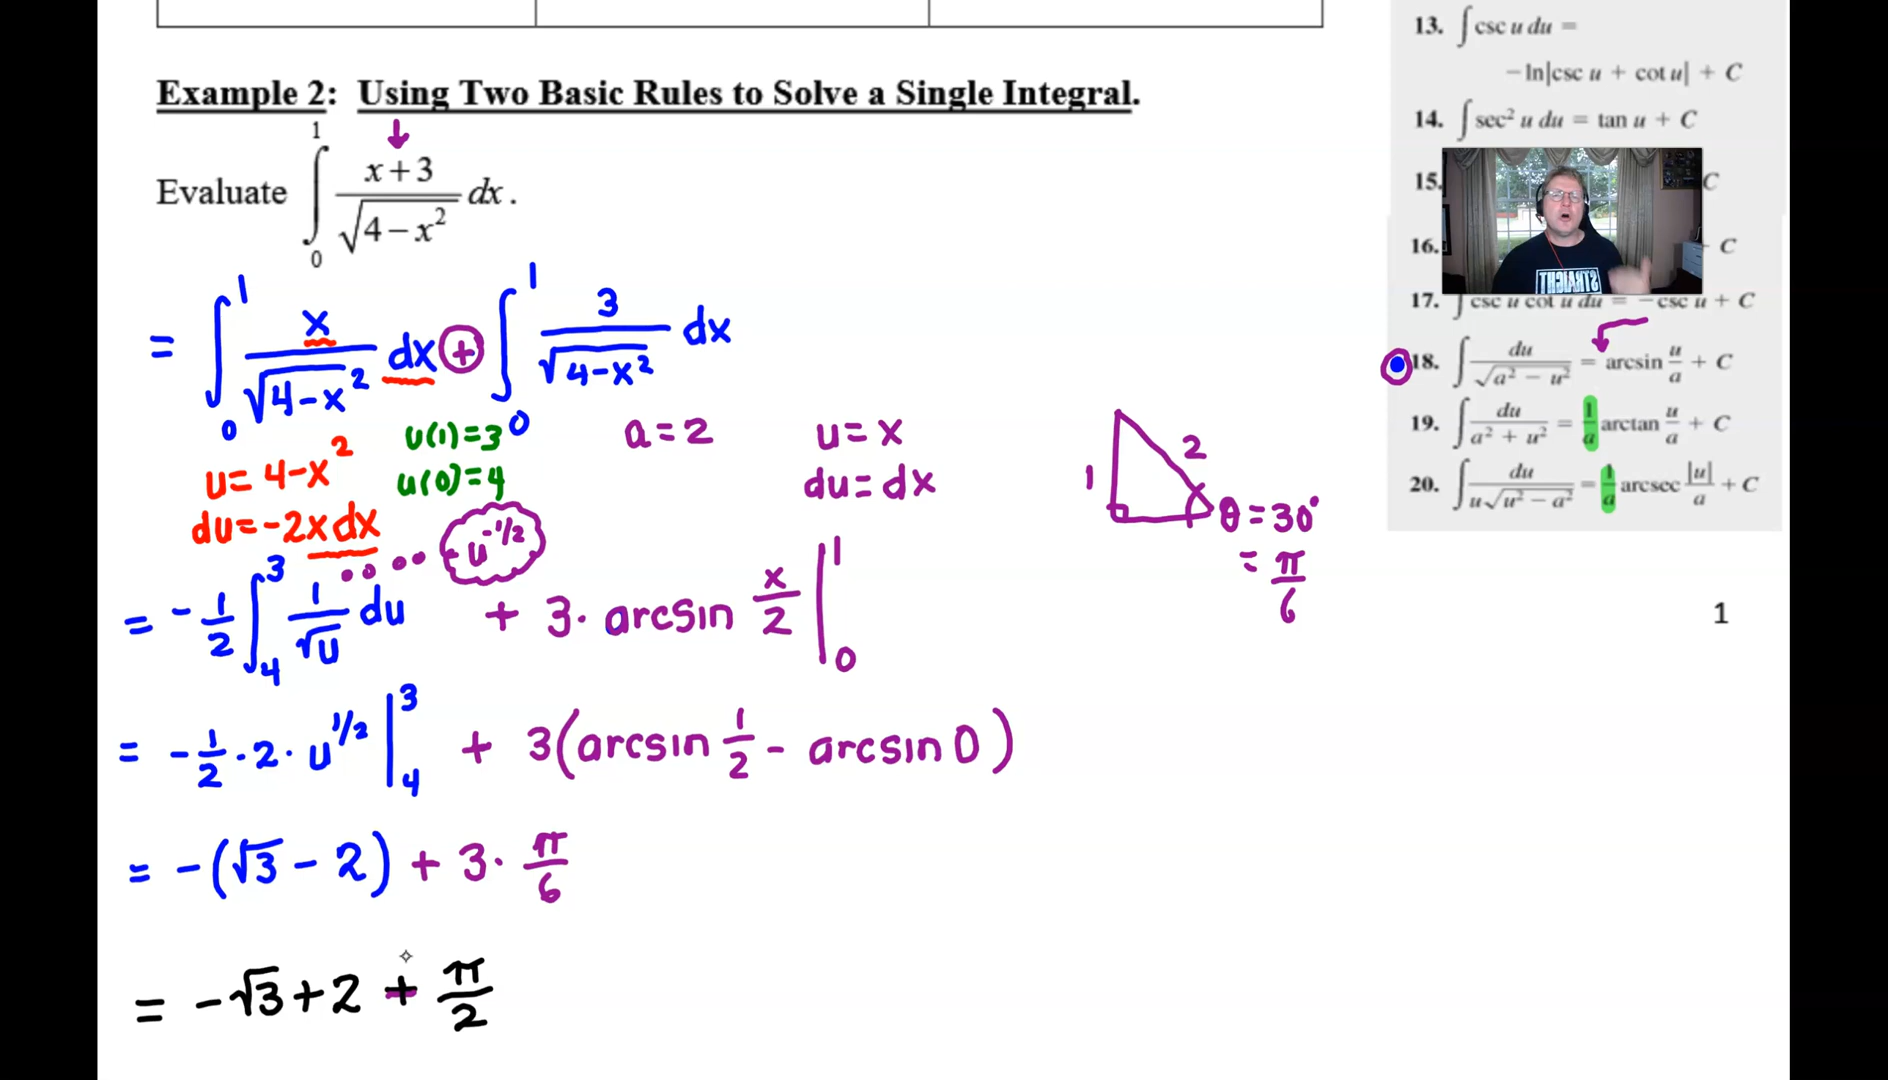 Example 2: Using Two Basic Rules to Solve a Single Integral.
Evaluate ∫₀¹ (x+3)/√(4−x²) dx.
= ∫₀¹ x/√(4−x²) dx + ∫₀¹ 3/√(4−x²) dx
u = 4−x² u(1)=3 a=2 u=x
du=−2x dx u(0)=4 du=dx
u^(−1/2)
1 2 θ=30°
= π/6
= −1/2 ∫₄³ 1/√u du + 3·arcsin x/2 |₀¹
= −1/2·2·u^(1/2) |₄³ + 3(arcsin 1/2 − arcsin 0)
= −(√3−2) + 3·π/6
= −√3+2 + π/2
13. ∫ csc u du =
−ln|csc u + cot u| + C
14. ∫ sec² u du = tan u + C
15. C
16. C
17. ∫ csc u cot u du = −csc u + C
18. ∫ du/√(a² − u²) = arcsin u/a + C
19. ∫ du/(a² + u²) = 1/a arctan u/a + C
20. ∫ du/(u√(u² − a²)) = 1/a arcsec |u|/a + C
1